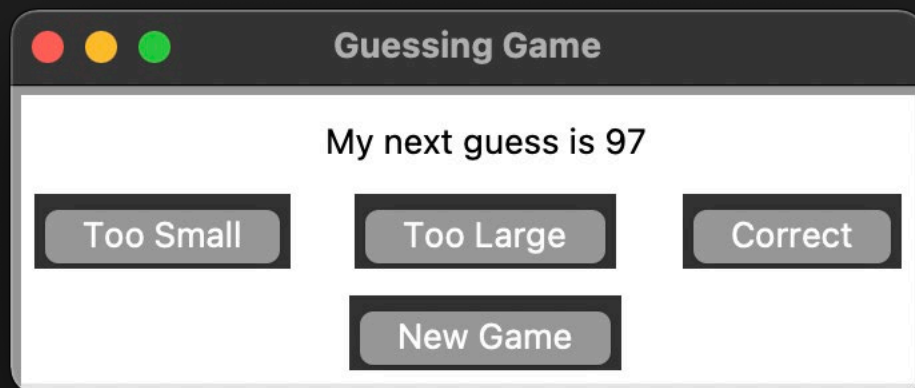 Guessing Game
My next guess is 97
Too Small Too Large Correct
New Game